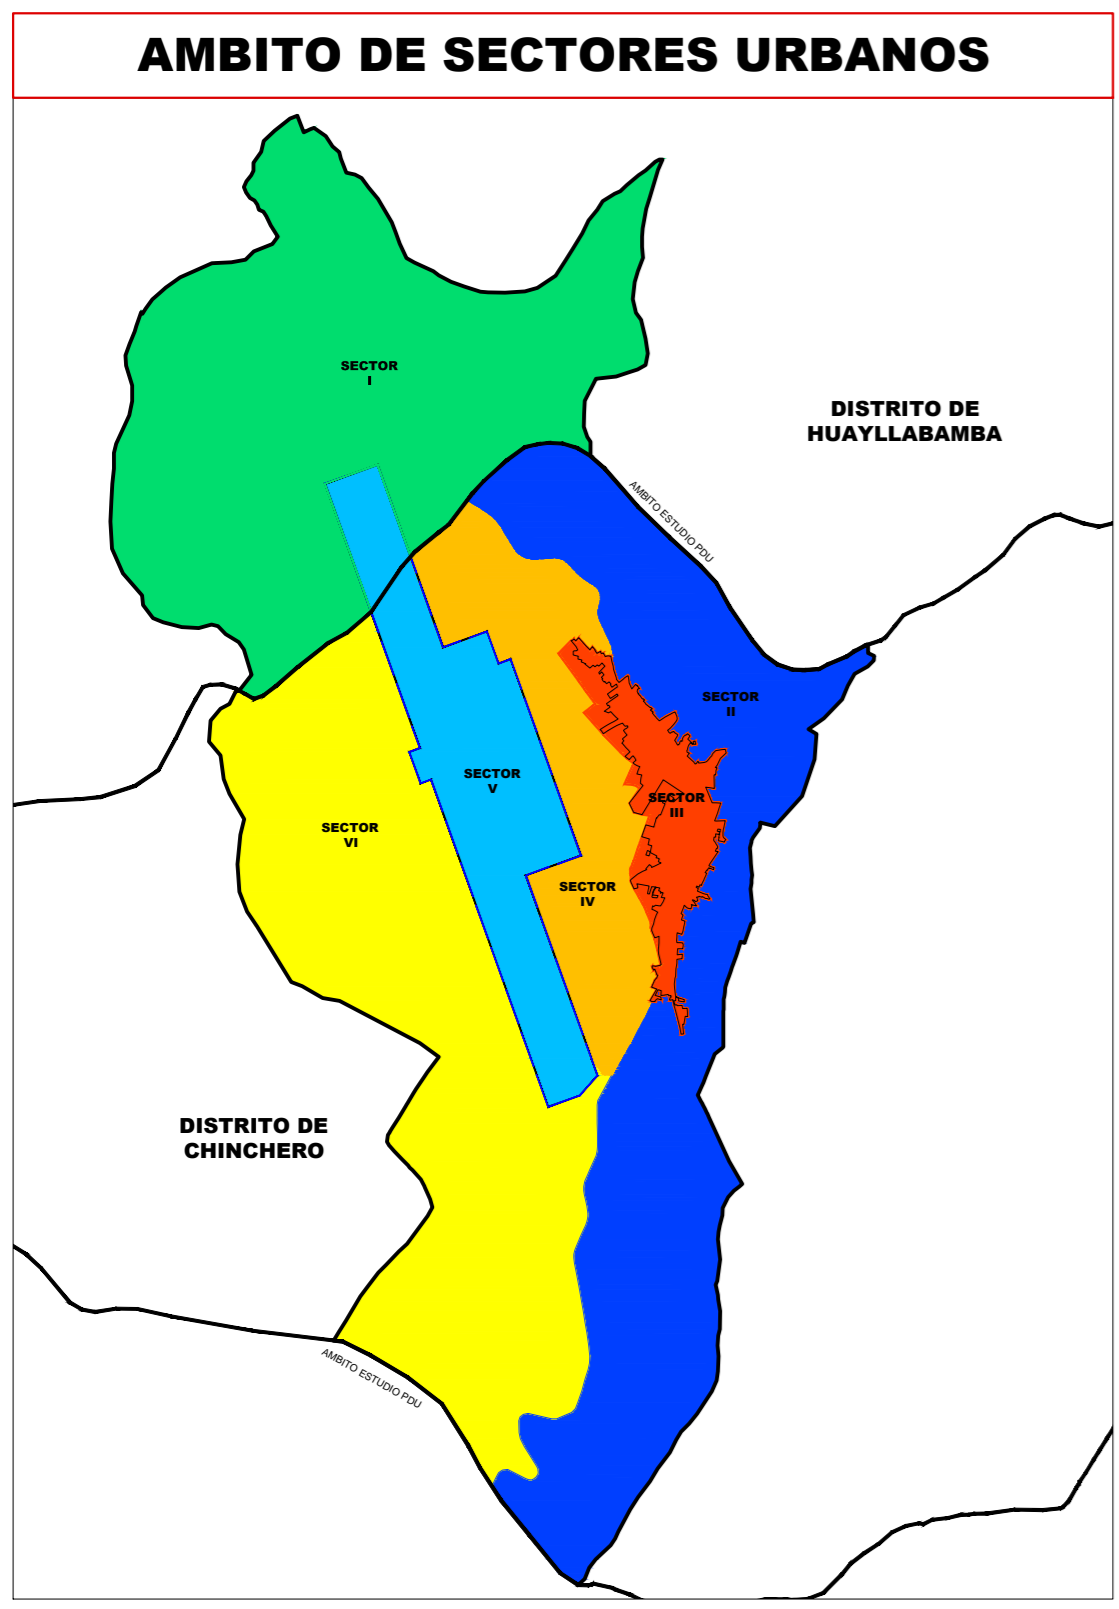 AMBITO DE SECTORES URBANOS
SECTOR
I
DISTRITO DE
HUAYLLABAMBA
AMBITO ESTUDIO PDU
SECTOR
II
SECTOR
V
SECTOR
III
SECTOR
VI
SECTOR
IV
DISTRITO DE
CHINCHERO
AMBITO ESTUDIO PDU